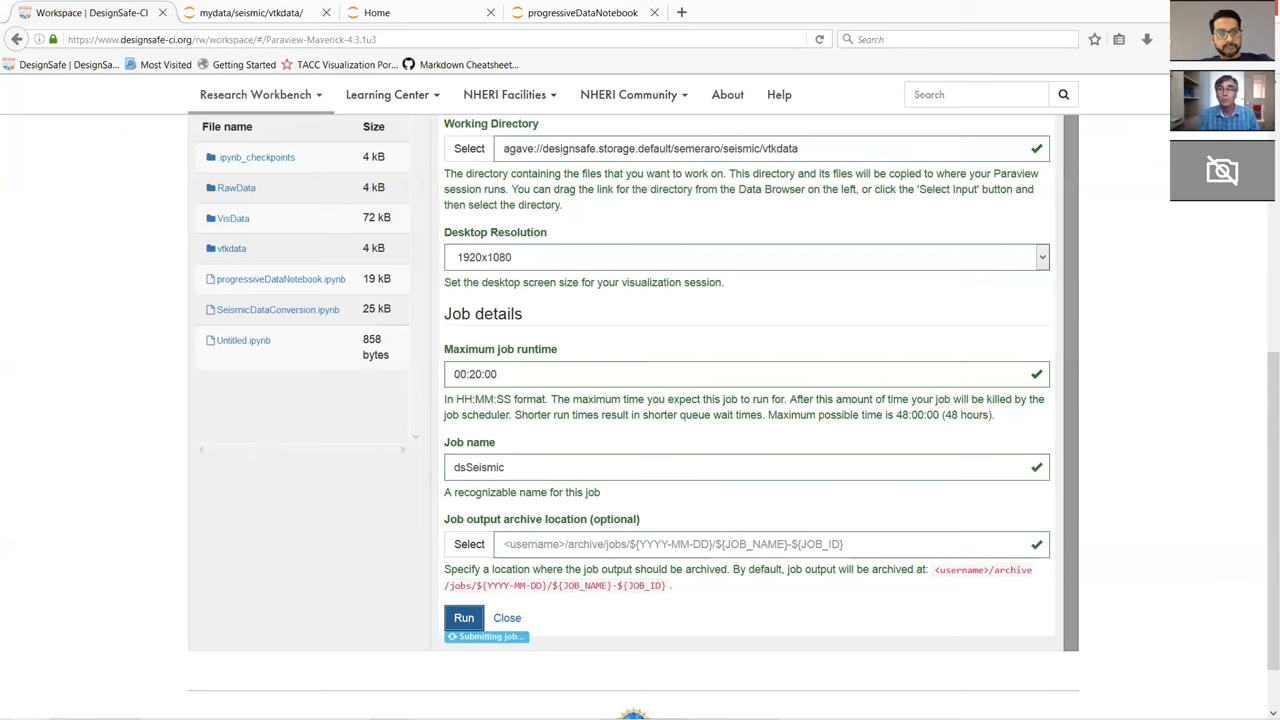 Workspace | DesignSafe-CI
mydata/seismic/vtkdata/
Home
progressiveDataNotebook
https://www.designsafe-ci.org/rw/workspace/#/Paraview-Maverick-4.3.1u3
Search
DesignSafe | DesignSa...
Most Visited
Getting Started
TACC Visualization Por...
Markdown Cheatsheet...
Research Workbench
Learning Center
NHERI Facilities
NHERI Community
About
Help
Search
File name
Size
.ipynb_checkpoints
4 kB
RawData
4 kB
VisData
72 kB
vtkdata
4 kB
progressiveDataNotebook.ipynb
19 kB
SeismicDataConversion.ipynb
25 kB
Untitled.ipynb
858
bytes
Working Directory
Select
agave://designsafe.storage.default/semeraro/seismic/vtkdata
The directory containing the files that you want to work on. This directory and its files will be copied to where your Paraview
session runs. You can drag the link for the directory from the Data Browser on the left, or click the 'Select Input' button and
then select the directory.
Desktop Resolution
1920x1080
Set the desktop screen size for your visualization session.
Job details
Maximum job runtime
00:20:00
In HH:MM:SS format. The maximum time you expect this job to run for. After this amount of time your job will be killed by the
job scheduler. Shorter run times result in shorter queue wait times. Maximum possible time is 48:00:00 (48 hours).
Job name
dsSeismic
A recognizable name for this job
Job output archive location (optional)
Select
<username>/archive/jobs/${YYYY-MM-DD}/${JOB_NAME}-${JOB_ID}
Specify a location where the job output should be archived. By default, job output will be archived at: <username>/archive
/jobs/${YYYY-MM-DD}/${JOB_NAME}-${JOB_ID} .
Run
Close
Submitting job...